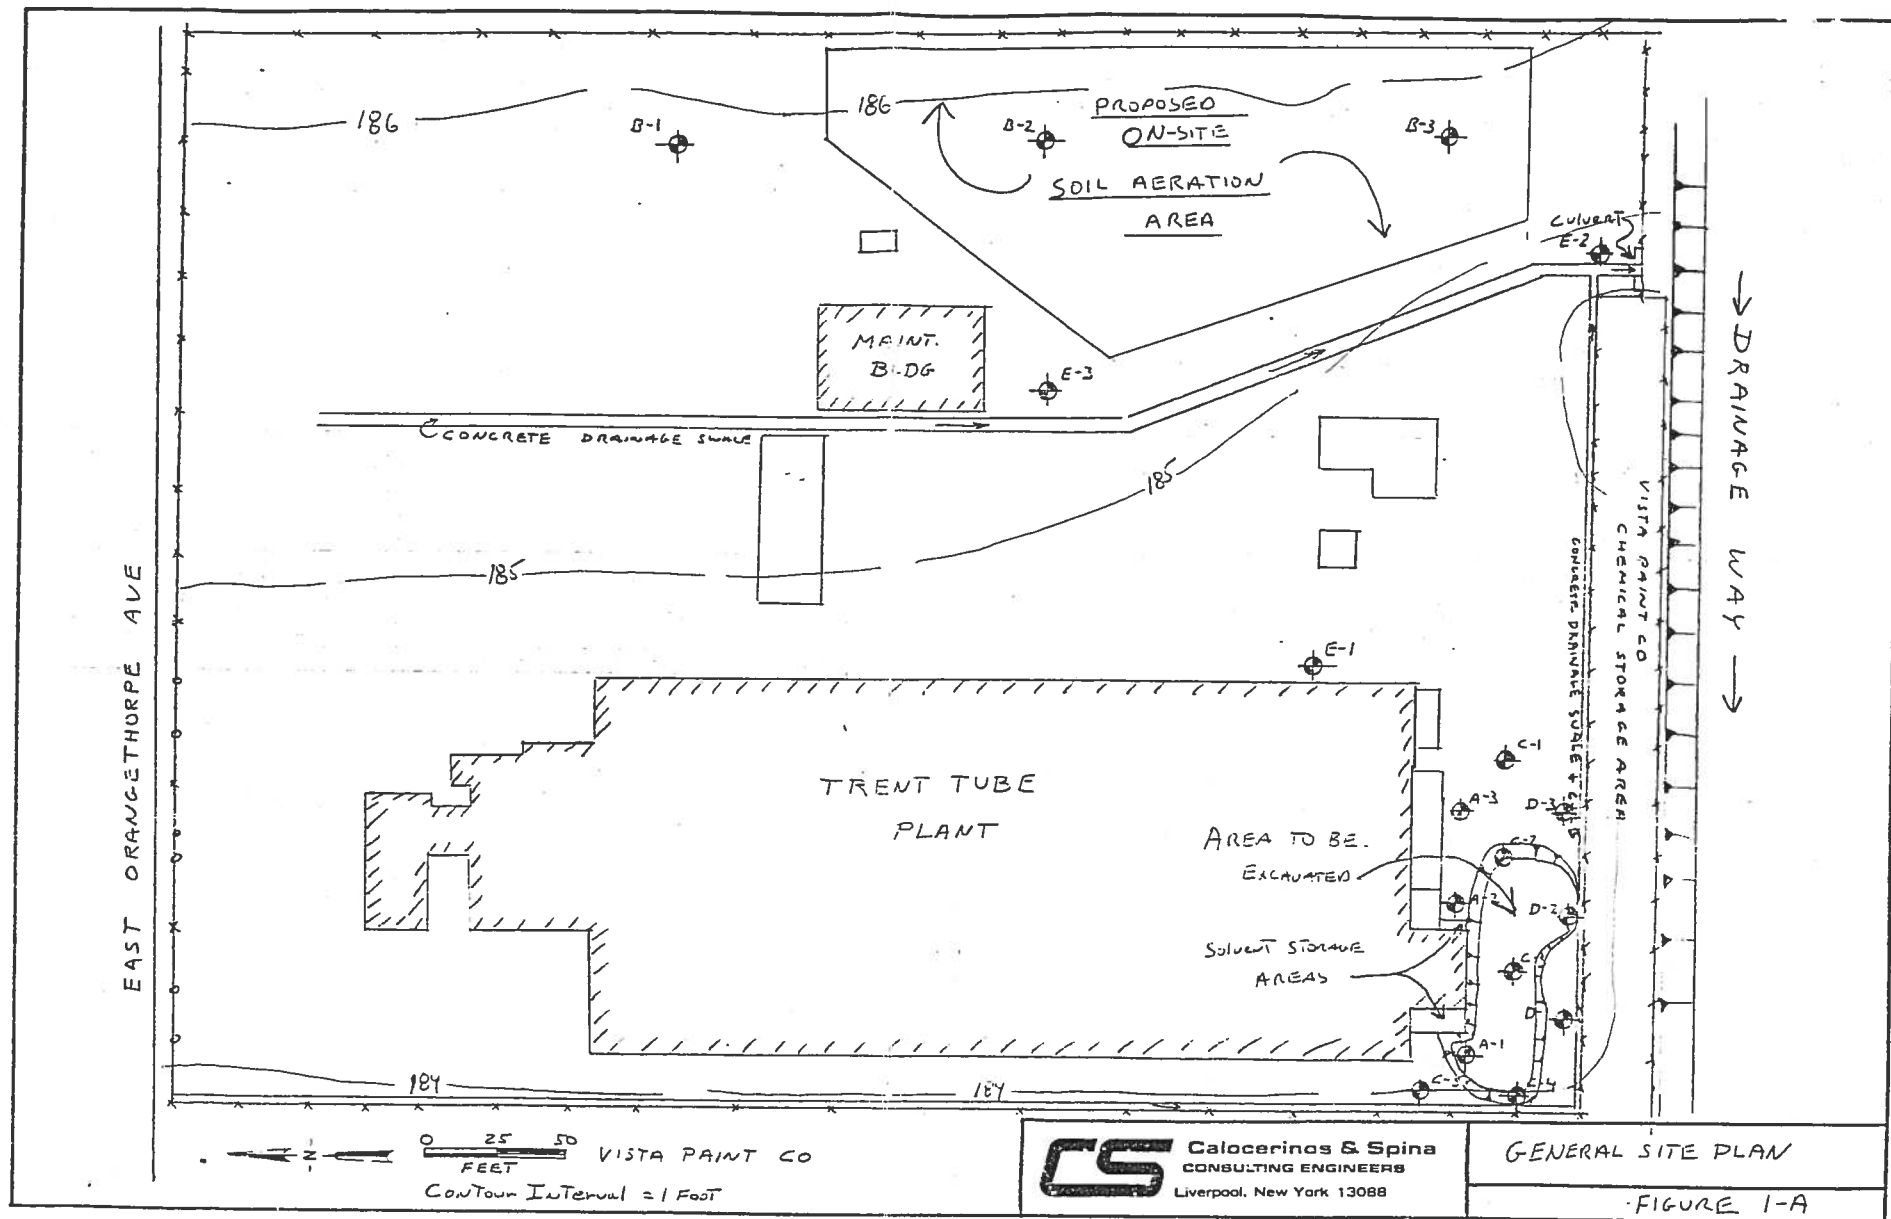 186
186
B-1
B-2
B-3
PROPOSED
ON-SITE
SOIL AERATION
AREA
CULVERT
E-2
MAINT.
BLDG
E-3
CONCRETE DRAINAGE SWALE
185
185
E-1
→ DRAINAGE WAY →
VISTA PAINT CO
CHEMICAL STORAGE AREA
CONCRETE DRAINAGE SWALE &
EAST ORANGETHORPE AVE
TRENT TUBE
PLANT
C-1
A-3
D-3
C-2
AREA TO BE
EXCAVATED
A-2
D-2
SOLVENT STORAGE
AREAS
A-1
184
184
N
0 25 50
FEET
VISTA PAINT CO
CONTOUR INTERVAL = 1 FOOT
CS
Calocerinos & Spina
CONSULTING ENGINEERS
Liverpool, New York 13088
GENERAL SITE PLAN
FIGURE 1-A